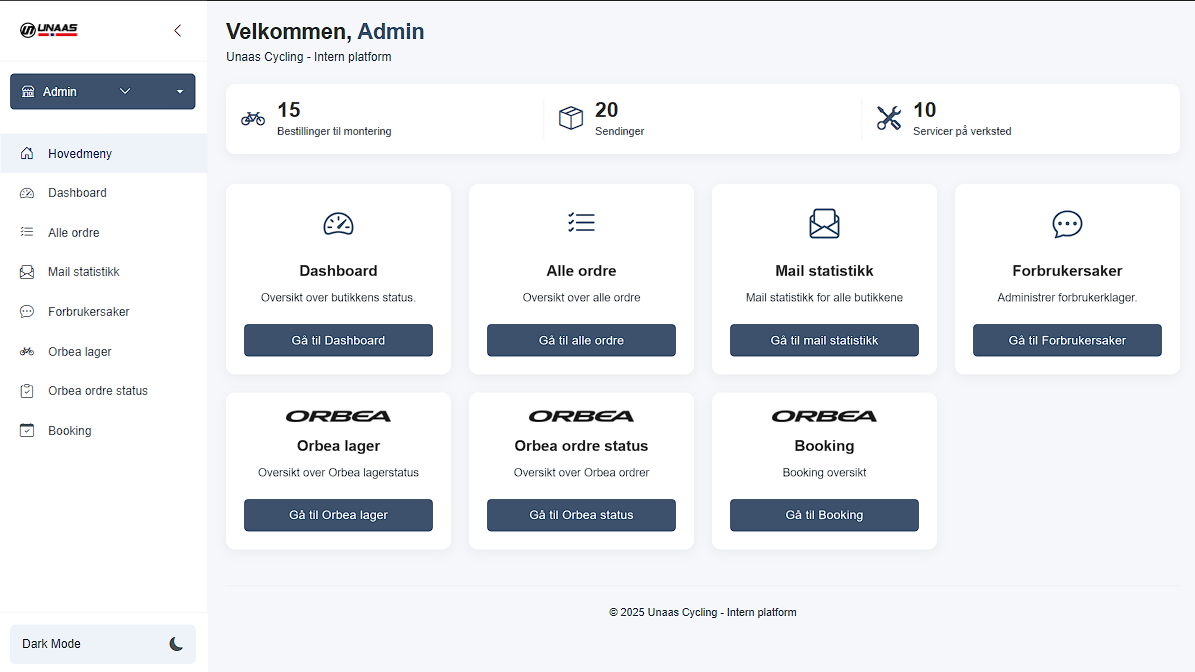 UNAAS
Velkommen, Admin
Unaas Cycling - Intern platform
Admin
15
Bestillinger til montering
20
Sendinger
10
Servicer på verksted
Hovedmeny
Dashboard
Alle ordre
Mail statistikk
Forbrukersaker
Orbea lager
Orbea ordre status
Booking
Dashboard
Oversikt over butikkens status.
Gå til Dashboard
Alle ordre
Oversikt over alle ordre
Gå til alle ordre
Mail statistikk
Mail statistikk for alle butikkene
Gå til mail statistikk
Forbrukersaker
Administrer forbrukerklager.
Gå til Forbrukersaker
ORBEA
Orbea lager
Oversikt over Orbea lagerstatus
Gå til Orbea lager
ORBEA
Orbea ordre status
Oversikt over Orbea ordrer
Gå til Orbea status
ORBEA
Booking
Booking oversikt
Gå til Booking
© 2025 Unaas Cycling - Intern platform
Dark Mode